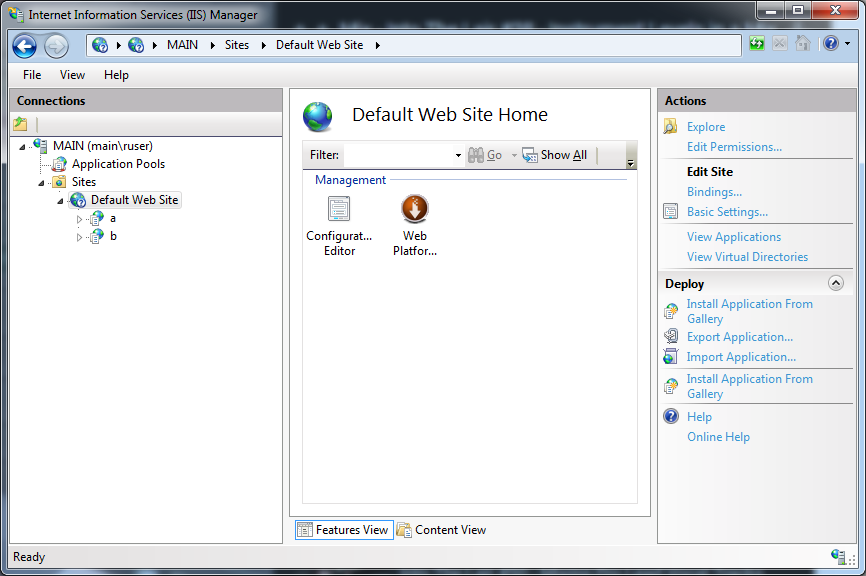 Internet Information Services (IIS) Manager
MAIN Sites Default Web Site
File View Help
Connections
MAIN (main\ruser)
Application Pools
Sites
Default Web Site
a
b
Default Web Site Home
Filter: Go Show All
Management
Configurat...
Editor
Web
Platfor...
Features View Content View
Actions
Explore
Edit Permissions...
Edit Site
Bindings...
Basic Settings...
View Applications
View Virtual Directories
Deploy
Install Application From
Gallery
Export Application...
Import Application...
Install Application From
Gallery
Help
Online Help
Ready